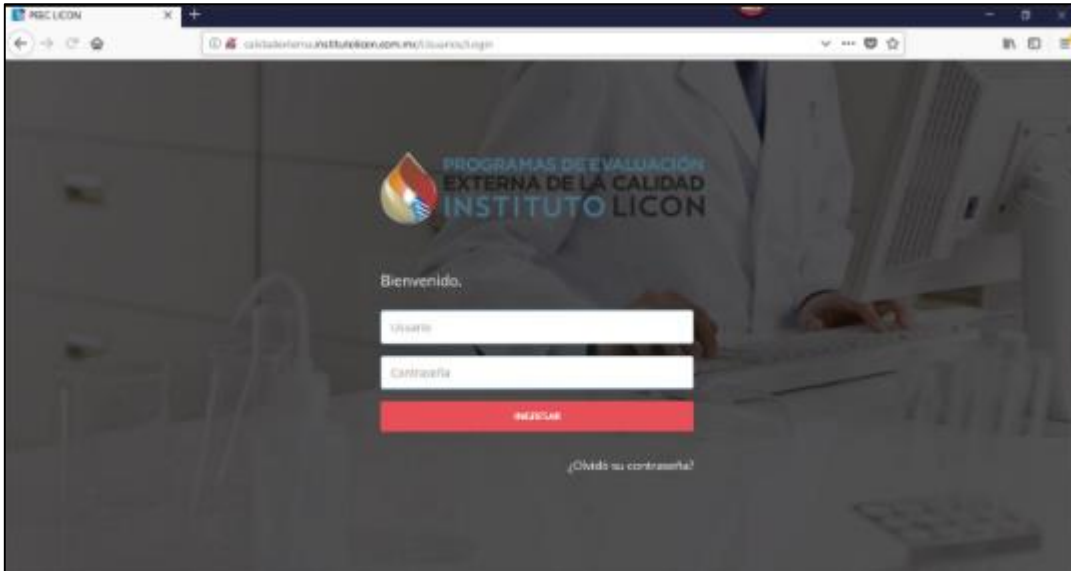 PEEC LICON
calidadexterna.institutolicon.com.mx/Usuarios/Login
PROGRAMAS DE EVALUACIÓN
EXTERNA DE LA CALIDAD
INSTITUTO LICON
Bienvenido.
Usuario
Contraseña
INGRESAR
¿Olvidó su contraseña?